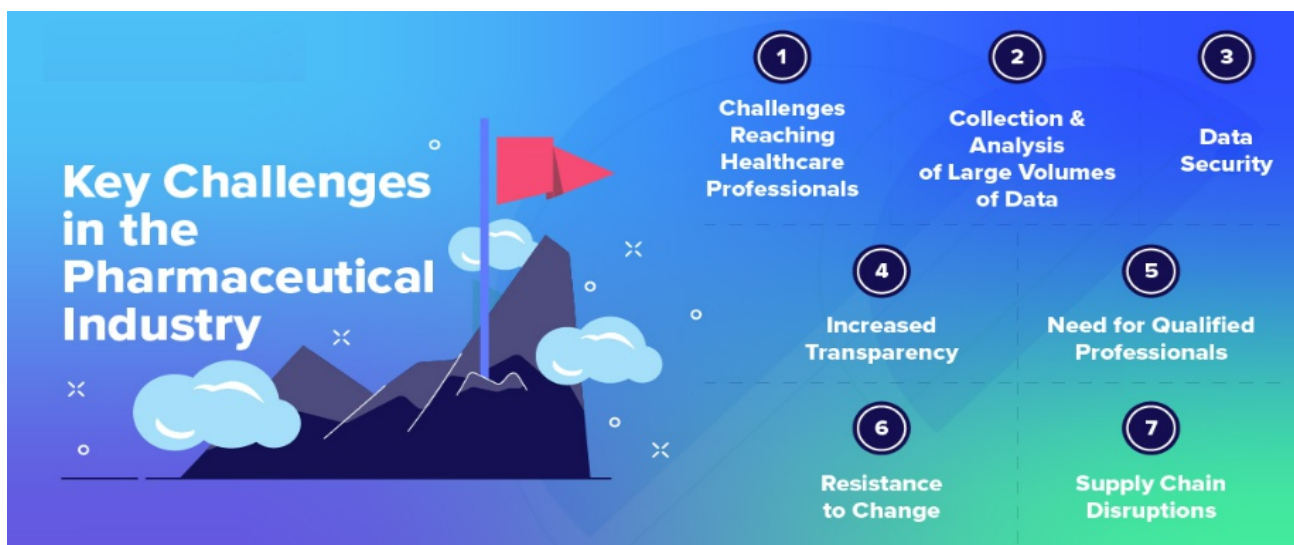 Key Challenges
in the
Pharmaceutical
Industry
1
Challenges
Reaching
Healthcare
Professionals
2
Collection &
Analysis
of Large Volumes
of Data
3
Data
Security
4
Increased
Transparency
5
Need for Qualified
Professionals
6
Resistance
to Change
7
Supply Chain
Disruptions